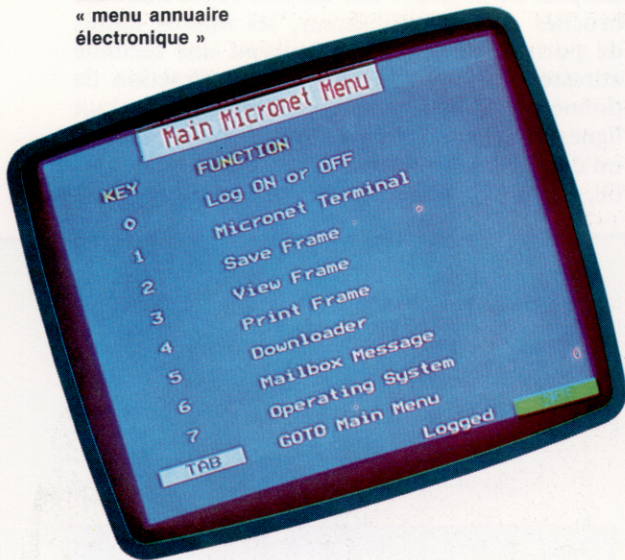 « menu annuaire
électronique »
Main Micronet Menu
KEY FUNCTION
0 Log ON or OFF
1 Micronet Terminal
2 Save Frame
3 View Frame
4 Print Frame
5 Downloader
6 Mailbox Message
7 Operating System 0
TAB GOTO Main Menu
Logged